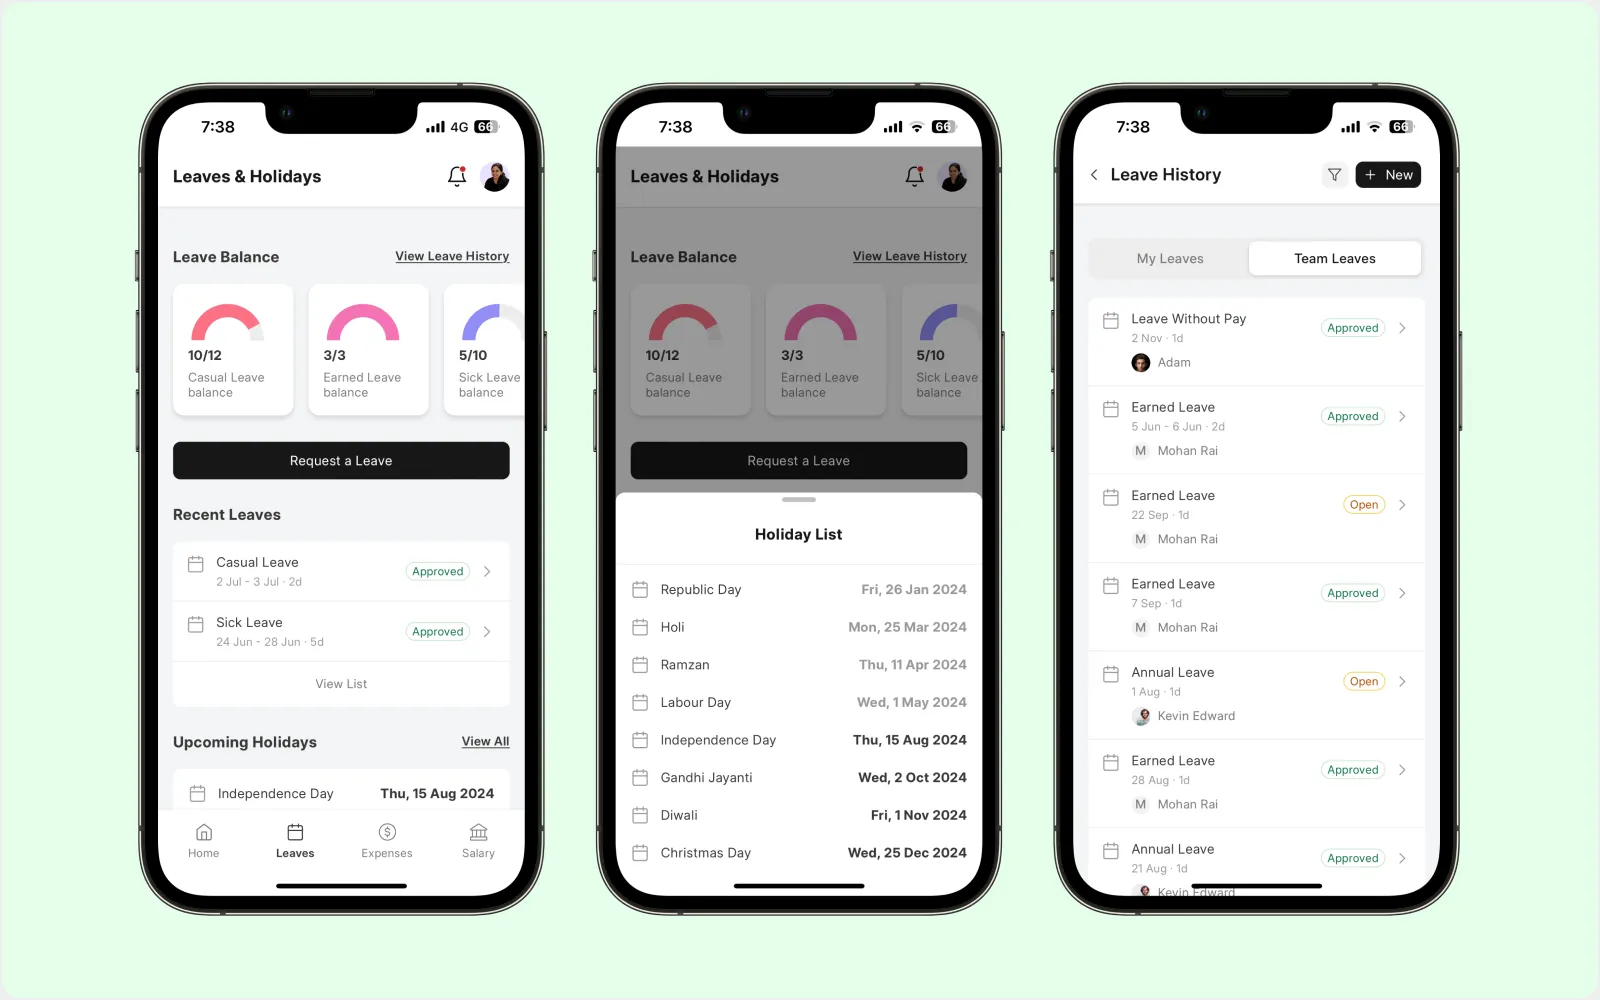 7:38
4G 66
Leaves & Holidays
Leave Balance
View Leave History
10/12
Casual Leave
balance
3/3
Earned Leave
balance
5/10
Sick Leave
balance
Request a Leave
Recent Leaves
Casual Leave
2 Jul - 3 Jul · 2d
Approved
Sick Leave
24 Jun - 28 Jun · 5d
Approved
View List
Upcoming Holidays
View All
Independence Day
Thu, 15 Aug 2024
Home
Leaves
Expenses
Salary
7:38
66
Leaves & Holidays
Leave Balance
View Leave History
10/12
Casual Leave
balance
3/3
Earned Leave
balance
5/10
Sick Leave
balance
Request a Leave
Holiday List
Republic Day
Fri, 26 Jan 2024
Holi
Mon, 25 Mar 2024
Ramzan
Thu, 11 Apr 2024
Labour Day
Wed, 1 May 2024
Independence Day
Thu, 15 Aug 2024
Gandhi Jayanti
Wed, 2 Oct 2024
Diwali
Fri, 1 Nov 2024
Christmas Day
Wed, 25 Dec 2024
7:38
66
Leave History
+ New
My Leaves
Team Leaves
Leave Without Pay
2 Nov · 1d
Adam
Approved
Earned Leave
5 Jun - 6 Jun · 2d
M Mohan Rai
Approved
Earned Leave
22 Sep · 1d
M Mohan Rai
Open
Earned Leave
7 Sep · 1d
M Mohan Rai
Approved
Annual Leave
1 Aug · 1d
Kevin Edward
Open
Earned Leave
28 Aug · 1d
M Mohan Rai
Approved
Annual Leave
21 Aug · 1d
Kevin Edward
Approved